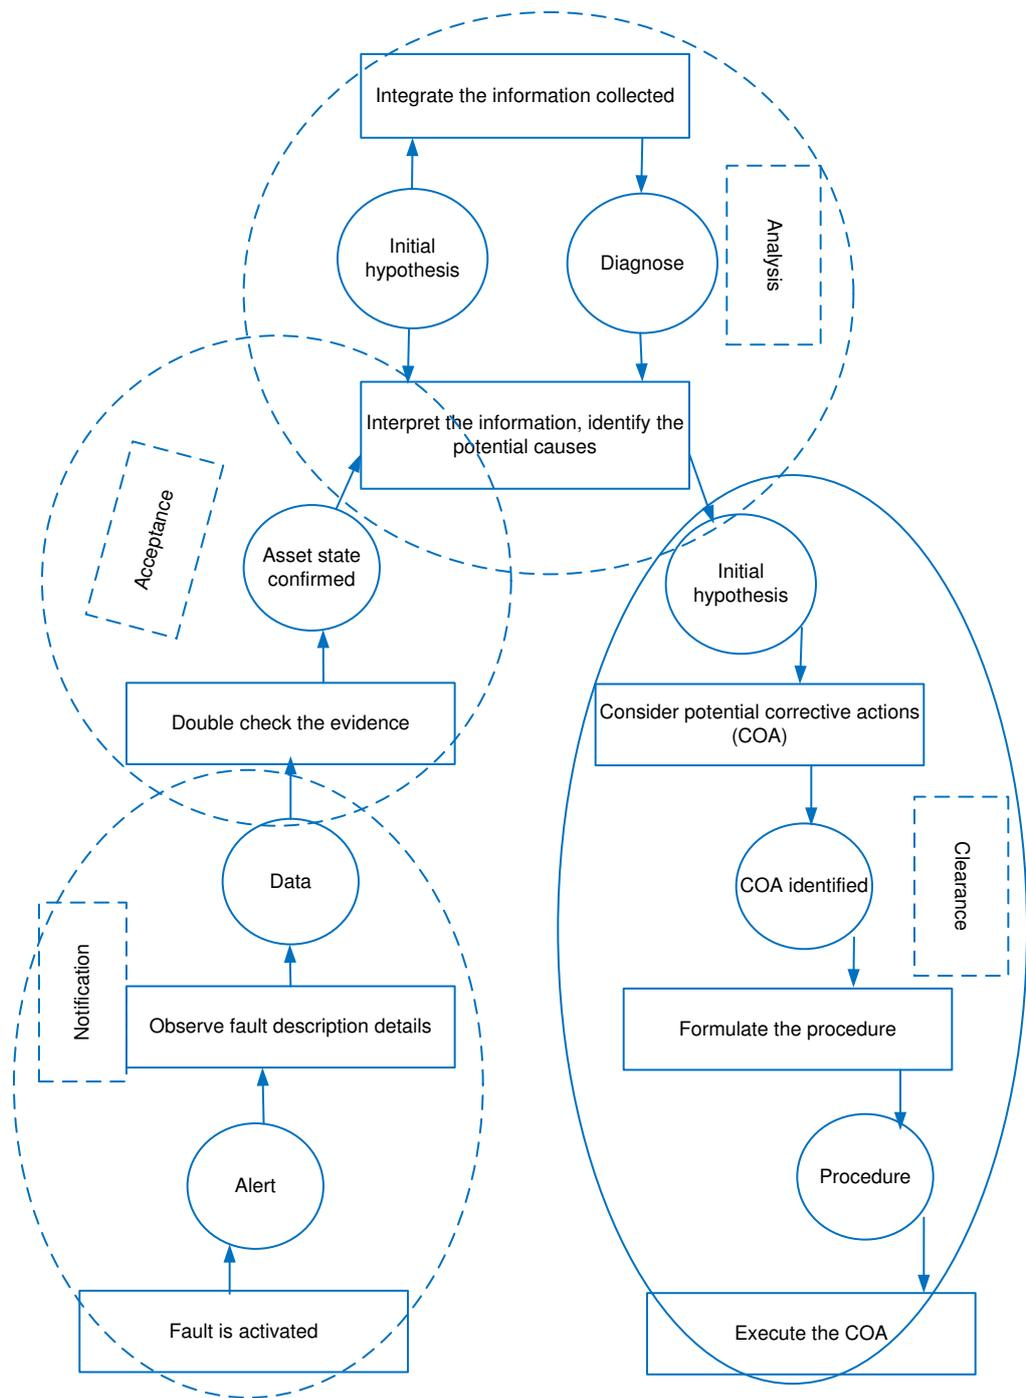 Integrate the information collected
Initial
hypothesis
Diagnose
Analysis
Interpret the information, identify the
potential causes
Acceptance
Asset state
confirmed
Initial
hypothesis
Double check the evidence
Consider potential corrective actions
(COA)
Data
COA identified
Clearance
Notification
Observe fault description details
Formulate the procedure
Alert
Procedure
Fault is activated
Execute the COA